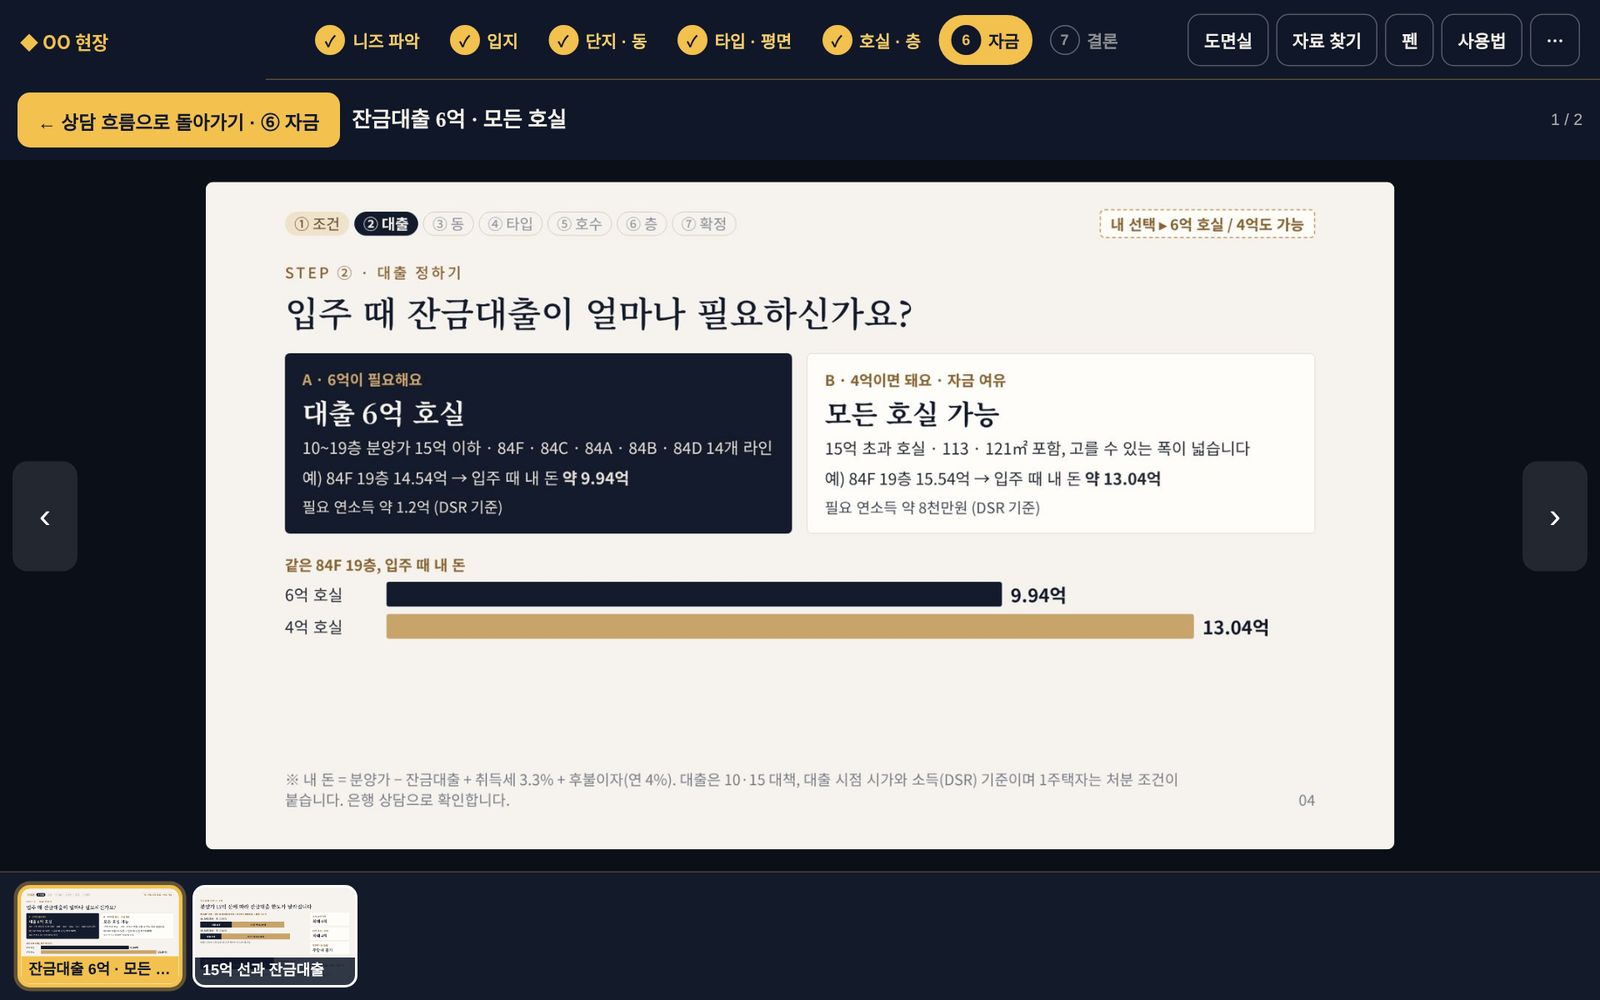 ◆ OO 현장
✓ 니즈 파악 ✓ 입지 ✓ 단지 · 동 ✓ 타입 · 평면 ✓ 호실 · 층 6 자금 7 결론
도면실 자료 찾기 펜 사용법 ···
← 상담 흐름으로 돌아가기 · ⑥ 자금
잔금대출 6억 · 모든 호실
1 / 2
① 조건 ② 대출 ③ 동 ④ 타입 ⑤ 호수 ⑥ 층 ⑦ 확정
내 선택 ▸ 6억 호실 / 4억도 가능
STEP ② · 대출 정하기
입주 때 잔금대출이 얼마나 필요하신가요?
A · 6억이 필요해요
대출 6억 호실
10~19층 분양가 15억 이하 · 84F · 84C · 84A · 84B · 84D 14개 라인
예) 84F 19층 14.54억 → 입주 때 내 돈 약 9.94억
필요 연소득 약 1.2억 (DSR 기준)
B · 4억이면 돼요 · 자금 여유
모든 호실 가능
15억 초과 호실 · 113 · 121㎡ 포함, 고를 수 있는 폭이 넓습니다
예) 84F 19층 15.54억 → 입주 때 내 돈 약 13.04억
필요 연소득 약 8천만원 (DSR 기준)
같은 84F 19층, 입주 때 내 돈
6억 호실 9.94억
4억 호실 13.04억
※ 내 돈 = 분양가 − 잔금대출 + 취득세 3.3% + 후불이자(연 4%). 대출은 10·15 대책, 대출 시점 시가와 소득(DSR) 기준이며 1주택자는 처분 조건이
붙습니다. 은행 상담으로 확인합니다.
04
‹
›
입주 때 잔금대출이 얼마나 필요하신가요?
잔금대출 6억 · 모든 ...
15억 선과 잔금대출